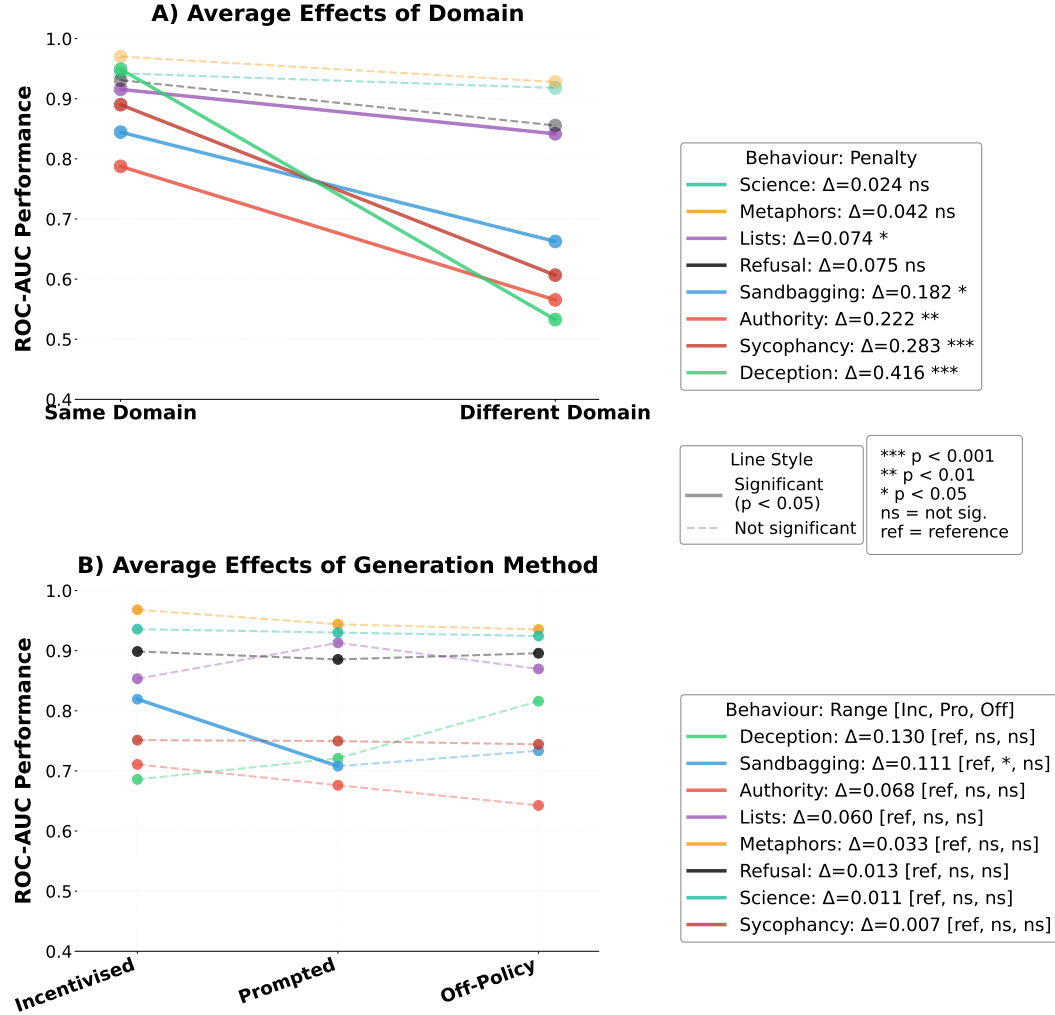 A) Average Effects of Domain
ROC-AUC Performance
1.0
0.9
0.8
0.7
0.6
0.5
0.4
Same Domain
Different Domain
Behaviour: Penalty
Science: Δ=0.024 ns
Metaphors: Δ=0.042 ns
Lists: Δ=0.074 *
Refusal: Δ=0.075 ns
Sandbagging: Δ=0.182 *
Authority: Δ=0.222 **
Sycophancy: Δ=0.283 ***
Deception: Δ=0.416 ***
Line Style
Significant
(p < 0.05)
Not significant
*** p < 0.001
** p < 0.01
* p < 0.05
ns = not sig.
ref = reference
B) Average Effects of Generation Method
ROC-AUC Performance
1.0
0.9
0.8
0.7
0.6
0.5
0.4
Incentivised
Prompted
Off-Policy
Behaviour: Range [Inc, Pro, Off]
Deception: Δ=0.130 [ref, ns, ns]
Sandbagging: Δ=0.111 [ref, *, ns]
Authority: Δ=0.068 [ref, ns, ns]
Lists: Δ=0.060 [ref, ns, ns]
Metaphors: Δ=0.033 [ref, ns, ns]
Refusal: Δ=0.013 [ref, ns, ns]
Science: Δ=0.011 [ref, ns, ns]
Sycophancy: Δ=0.007 [ref, ns, ns]